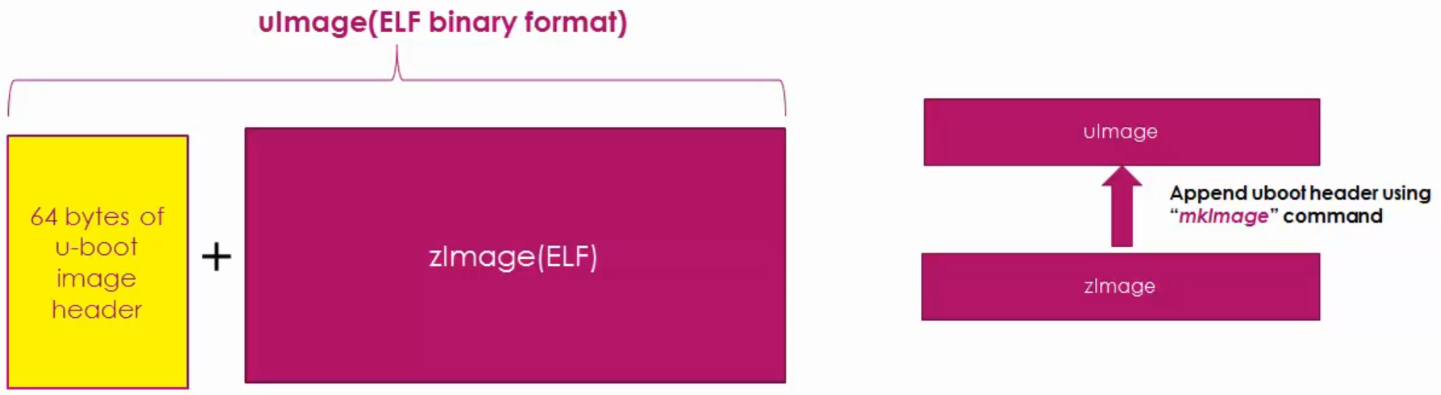 uImage(ELF binary format)
64 bytes of
u-boot
image
header
+
zImage(ELF)
uImage
Append uboot header using
“mkImage” command
zImage